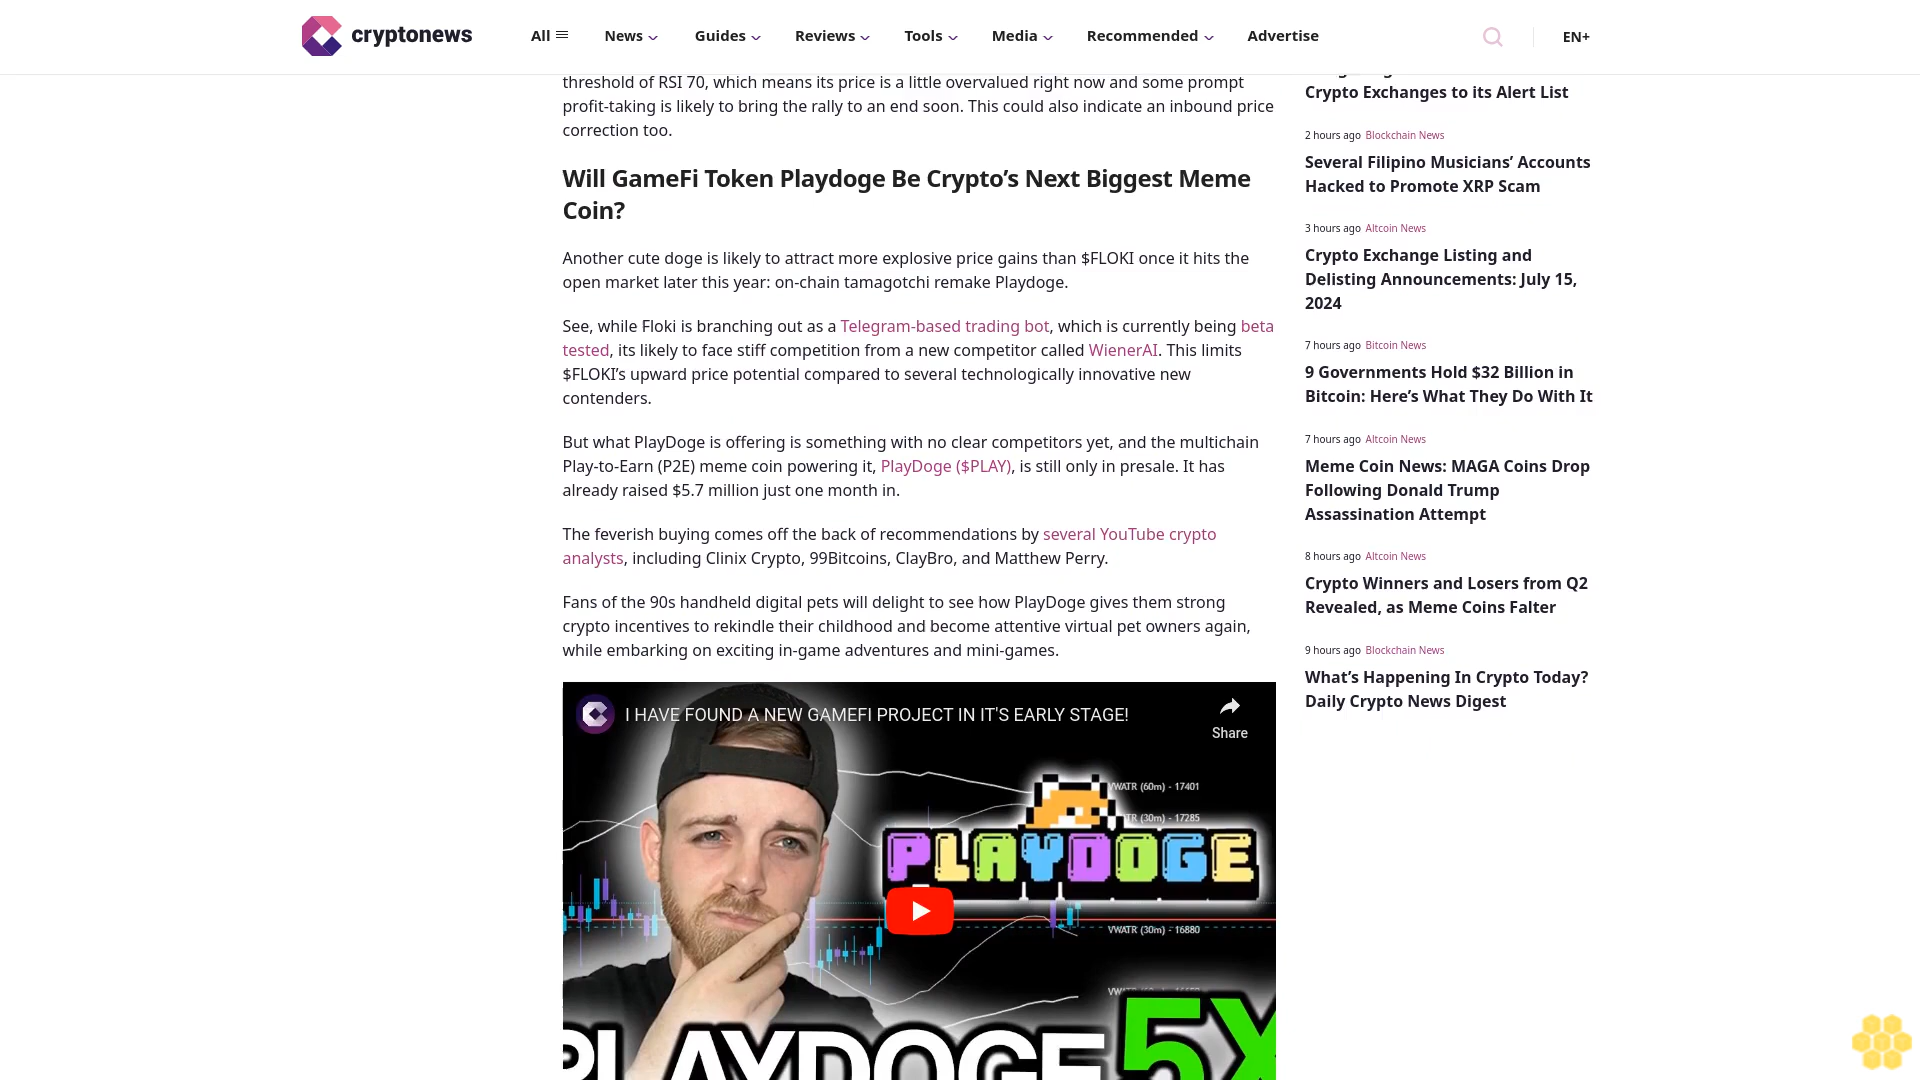 cryptonews
All
News
Guides
Reviews
Tools
Media
Recommended
Advertise
EN+
threshold of RSI 70, which means its price is a little overvalued right now and some prompt
profit-taking is likely to bring the rally to an end soon. This could also indicate an inbound price
correction too.
Will GameFi Token Playdoge Be Crypto’s Next Biggest Meme
Coin?
Another cute doge is likely to attract more explosive price gains than $FLOKI once it hits the
open market later this year: on-chain tamagotchi remake Playdoge.
See, while Floki is branching out as a Telegram-based trading bot, which is currently being beta
tested, its likely to face stiff competition from a new competitor called WienerAI. This limits
$FLOKI’s upward price potential compared to several technologically innovative new
contenders.
But what PlayDoge is offering is something with no clear competitors yet, and the multichain
Play-to-Earn (P2E) meme coin powering it, PlayDoge ($PLAY), is still only in presale. It has
already raised $5.7 million just one month in.
The feverish buying comes off the back of recommendations by several YouTube crypto
analysts, including Clinix Crypto, 99Bitcoins, ClayBro, and Matthew Perry.
Fans of the 90s handheld digital pets will delight to see how PlayDoge gives them strong
crypto incentives to rekindle their childhood and become attentive virtual pet owners again,
while embarking on exciting in-game adventures and mini-games.
I HAVE FOUND A NEW GAMEFI PROJECT IN IT'S EARLY STAGE!
Share
VWATR (60m) - 17401
TR (30m) - 17285
PLAYDOGE
VWATR (30m) - 16880
PLAYDOGE 5X
Crypto Exchanges to its Alert List
2 hours ago Blockchain News
Several Filipino Musicians’ Accounts
Hacked to Promote XRP Scam
3 hours ago Altcoin News
Crypto Exchange Listing and
Delisting Announcements: July 15,
2024
7 hours ago Bitcoin News
9 Governments Hold $32 Billion in
Bitcoin: Here’s What They Do With It
7 hours ago Altcoin News
Meme Coin News: MAGA Coins Drop
Following Donald Trump
Assassination Attempt
8 hours ago Altcoin News
Crypto Winners and Losers from Q2
Revealed, as Meme Coins Falter
9 hours ago Blockchain News
What’s Happening In Crypto Today?
Daily Crypto News Digest